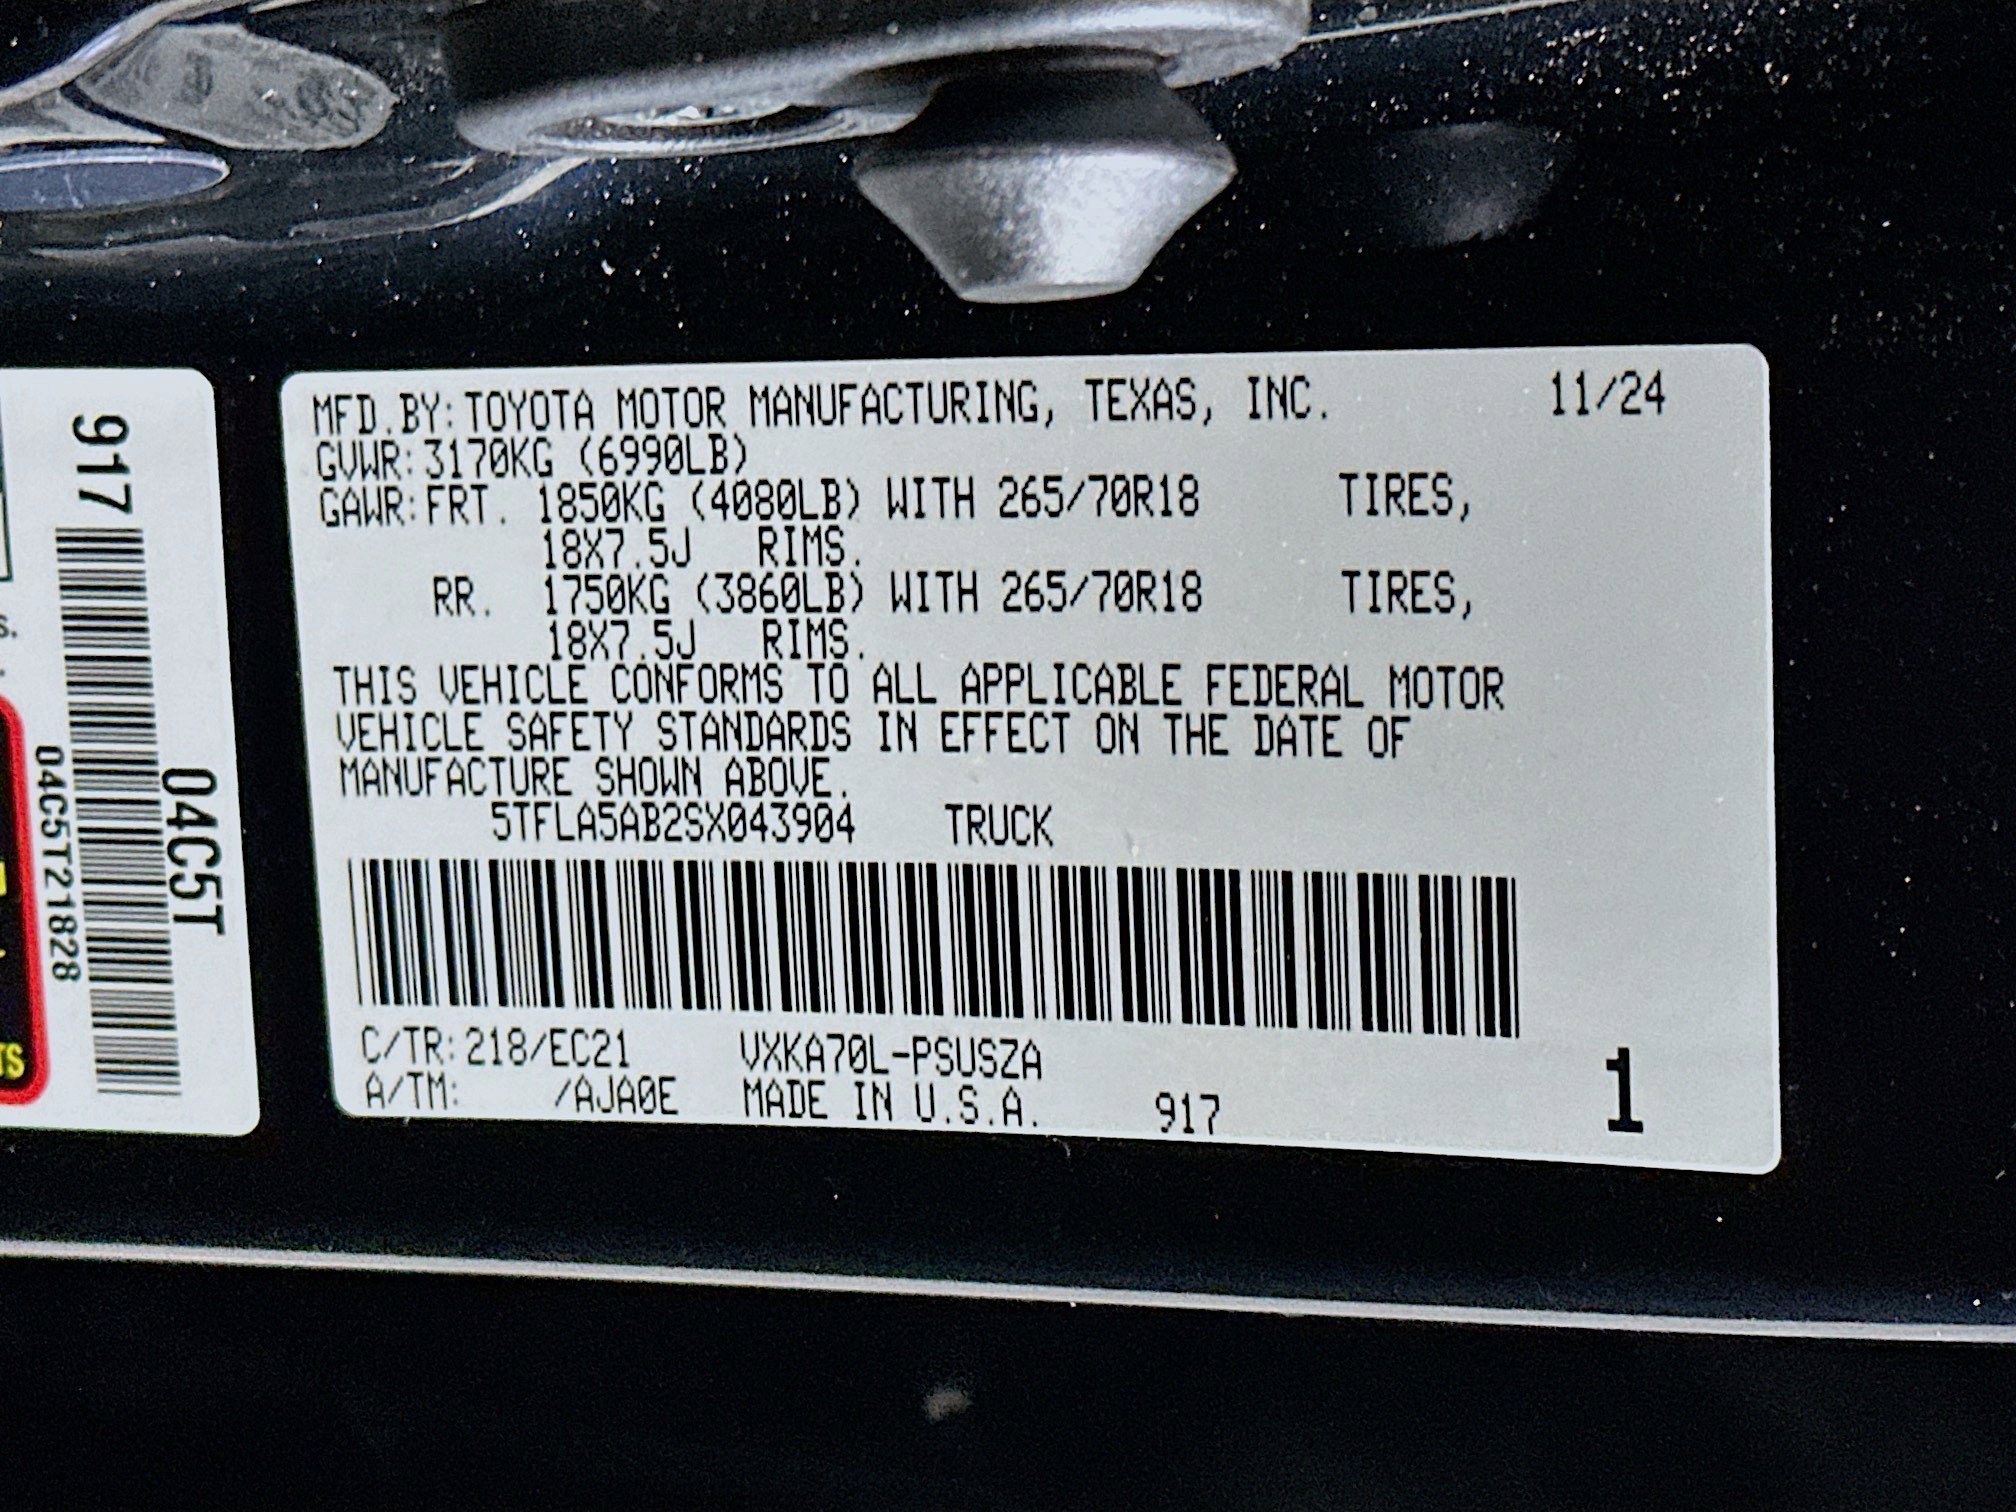 MFD.BY:TOYOTA MOTOR MANUFACTURING, TEXAS, INC. 11/24
GVWR:3170KG (6990LB)
GAWR:FRT. 1850KG (4080LB) WITH 265/70R18 TIRES,
18X7.5J RIMS.
RR. 1750KG (3860LB) WITH 265/70R18 TIRES,
18X7.5J RIMS.
THIS VEHICLE CONFORMS TO ALL APPLICABLE FEDERAL MOTOR
VEHICLE SAFETY STANDARDS IN EFFECT ON THE DATE OF
MANUFACTURE SHOWN ABOVE.
5TFLA5AB2SX043904 TRUCK
C/TR:218/EC21 VXKA70L-PSUSZA
A/TM: /AJA0E MADE IN U.S.A. 917 1
917
04C5T
04C5T21828